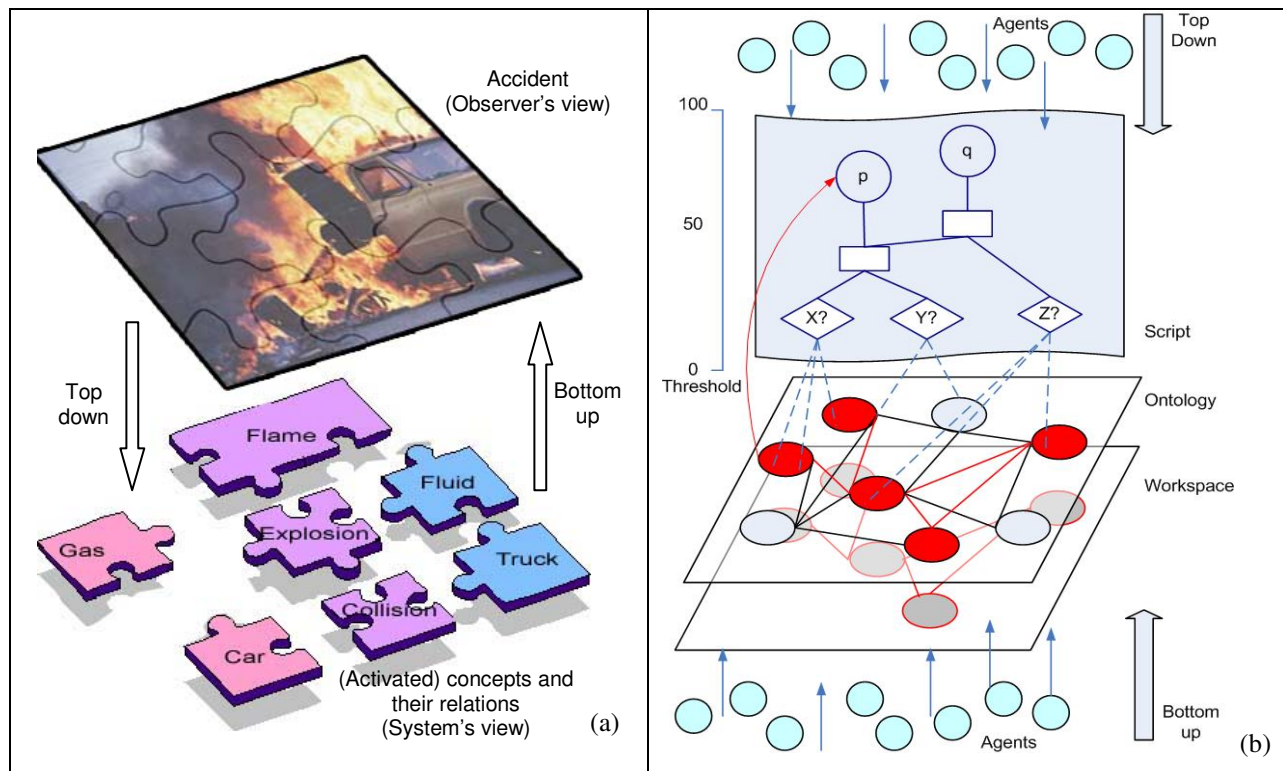 Accident
(Observer's view)
Top
down
Bottom
up
Flame
Fluid
Gas
Explosion
Truck
Collision
Car
(Activated) concepts and
their relations
(System's view)
(a)
Agents
Top
Down
100
q
p
50
X?
Y?
Z?
Script
0
Threshold
Ontology
Workspace
Agents
Bottom
up
(b)